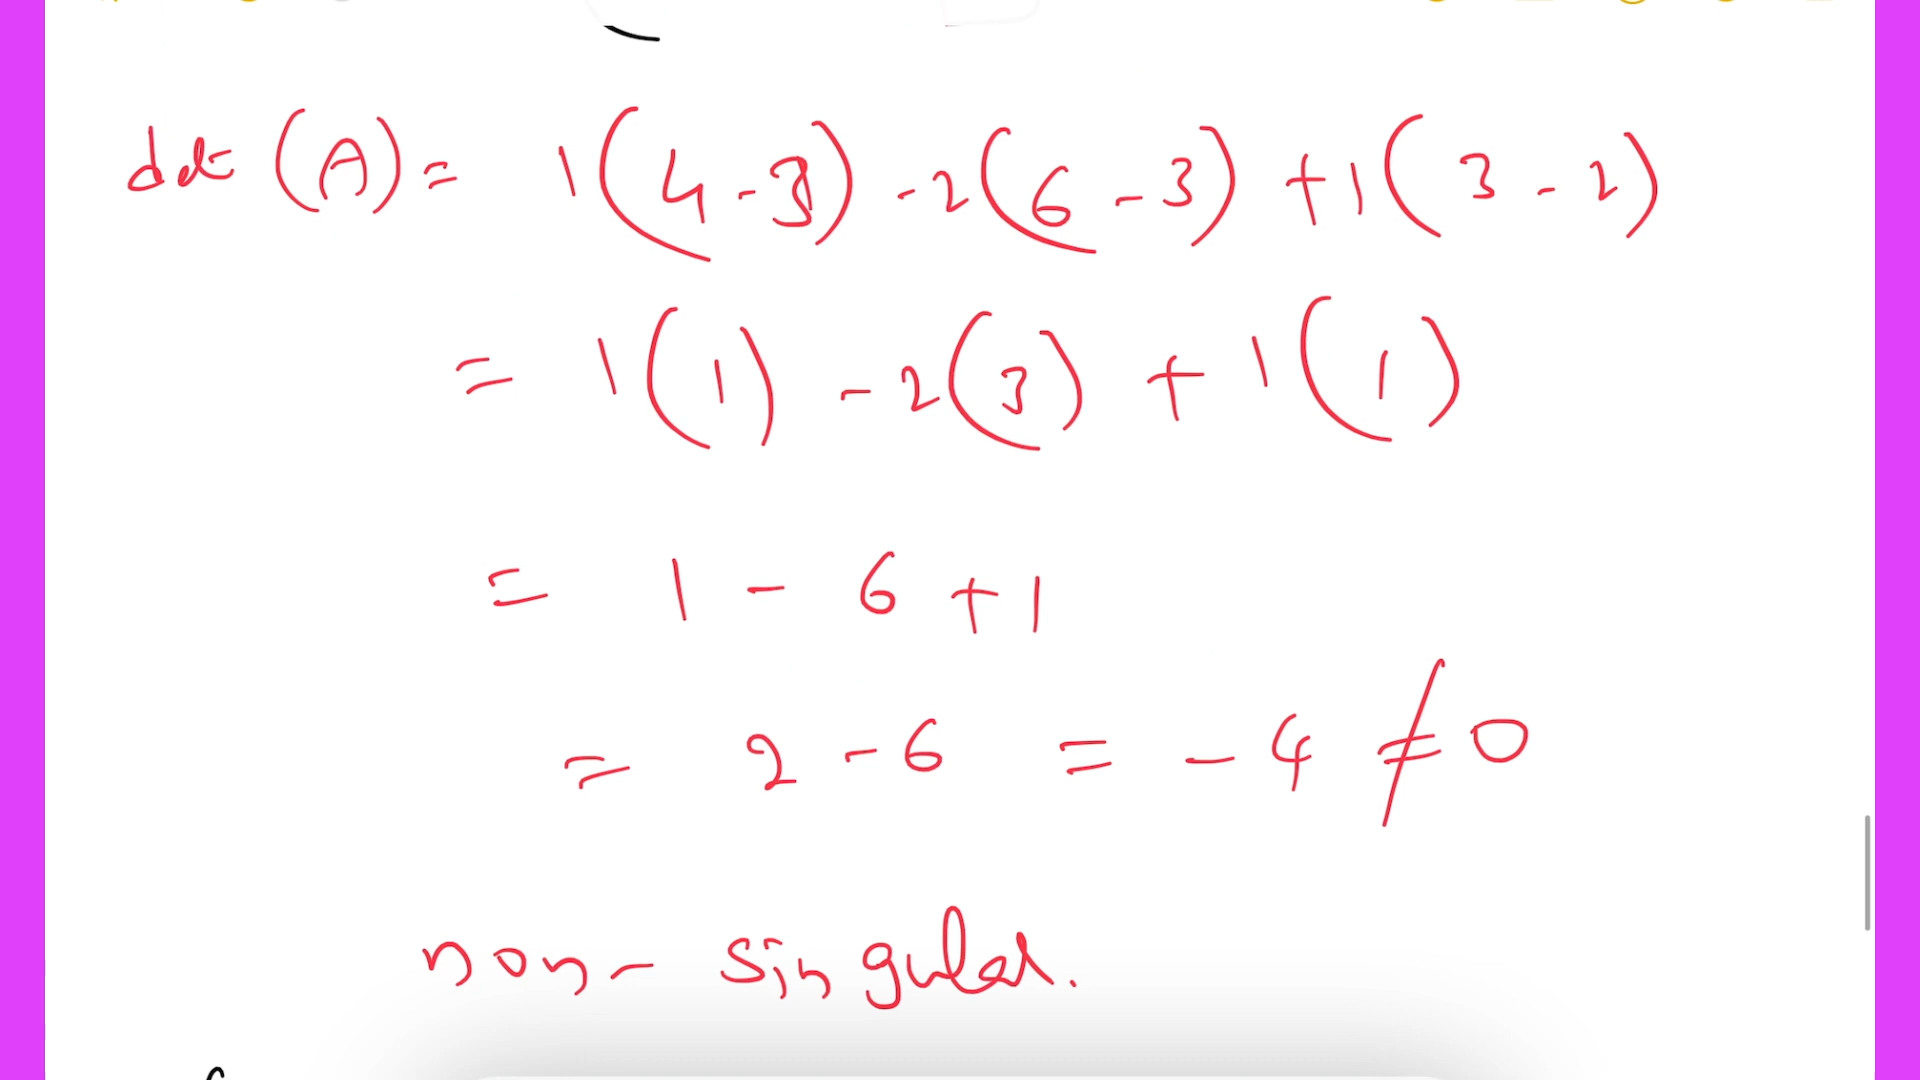 det (A) = 1(4-3) -2(6-3) +1(3-2)
= 1(1) -2(3) + 1(1)
= 1 - 6 + 1
= 2 - 6 = -4 ≠ 0
non-singular.